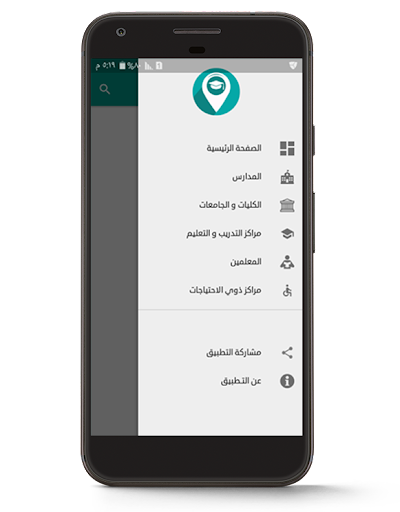 ٥:١٩ م ٨٠%
الصفحة الرئيسية
المدارس
الكليات و الجامعات
مراكز التدريب و التعليم
المعلمين
مراكز ذوي الاحتياجات
مشاركة التطبيق
عن التطبيق